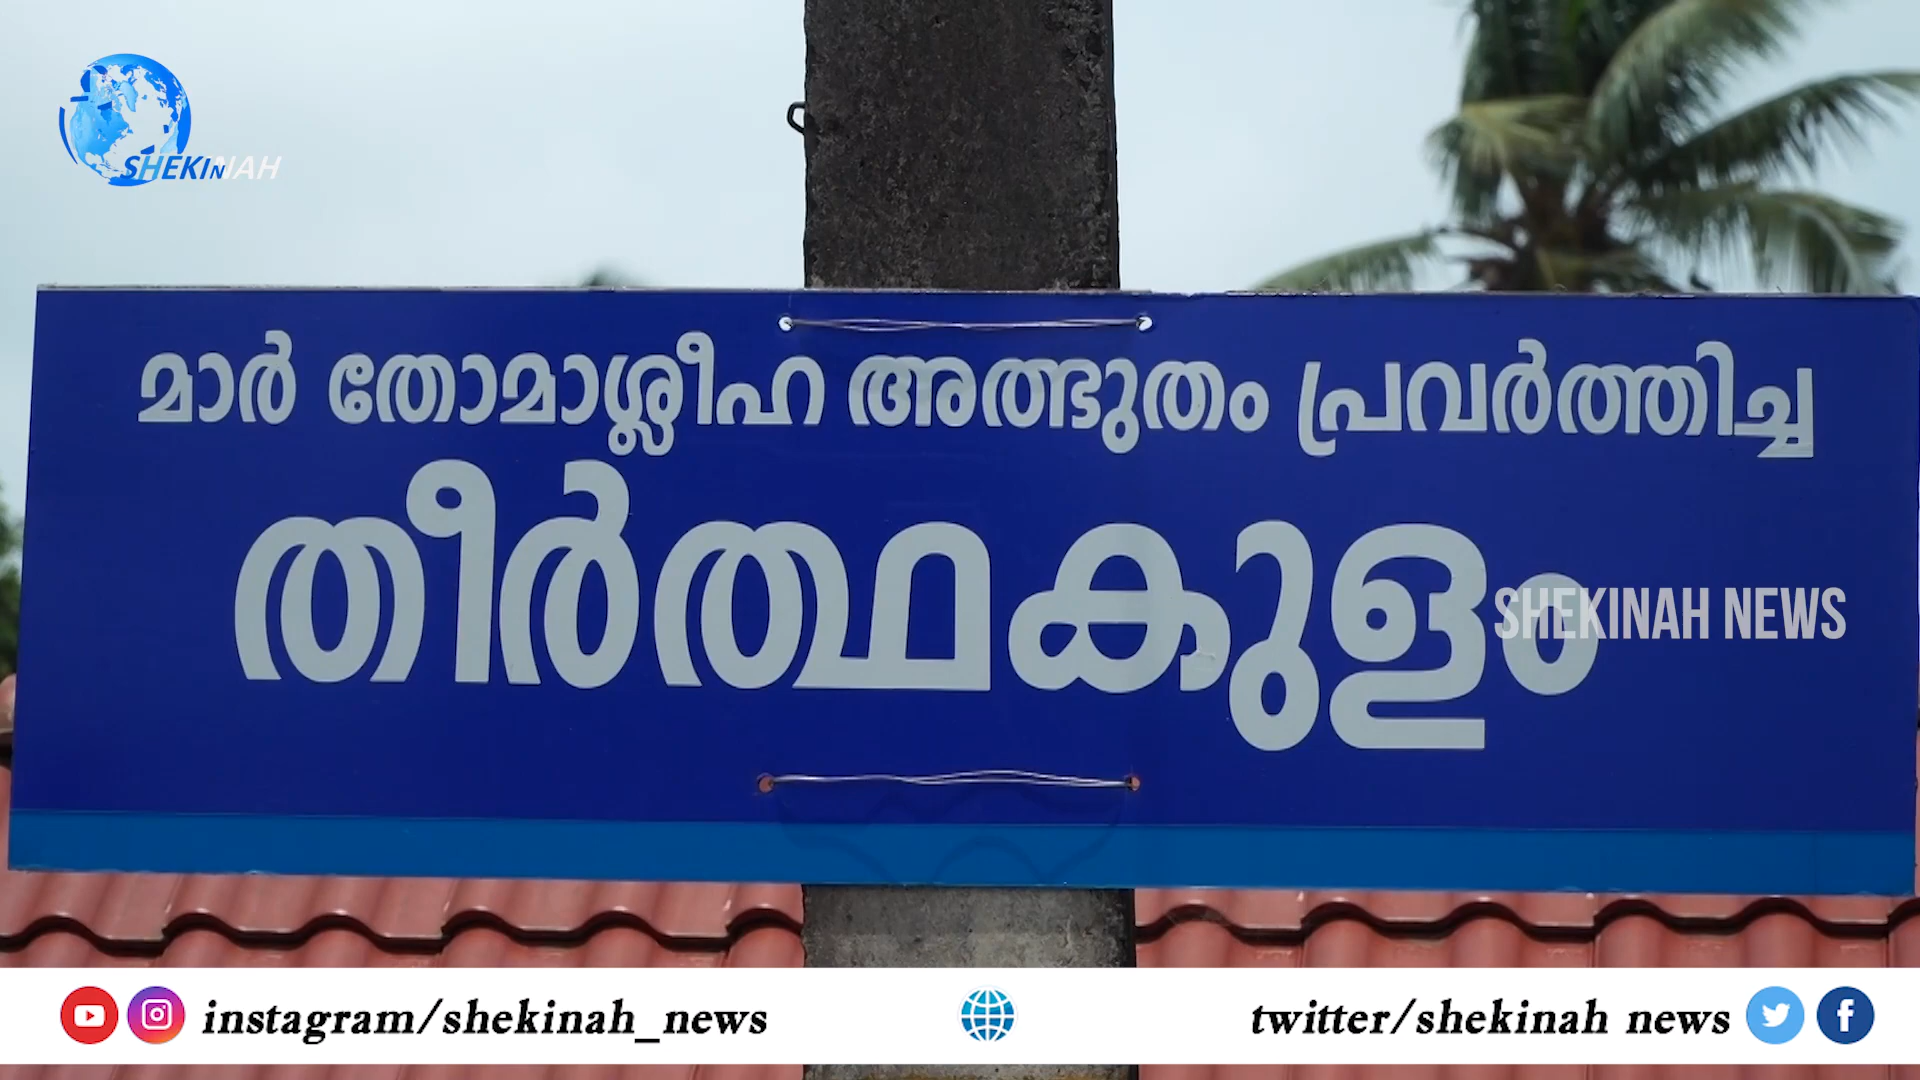 SHEKINAH
മാർ തോമാശ്ലീഹ അത്ഭുതം പ്രവർത്തിച്ച
തീർത്ഥകുളം
SHEKINAH NEWS
instagram/shekinah_news
twitter/shekinah news